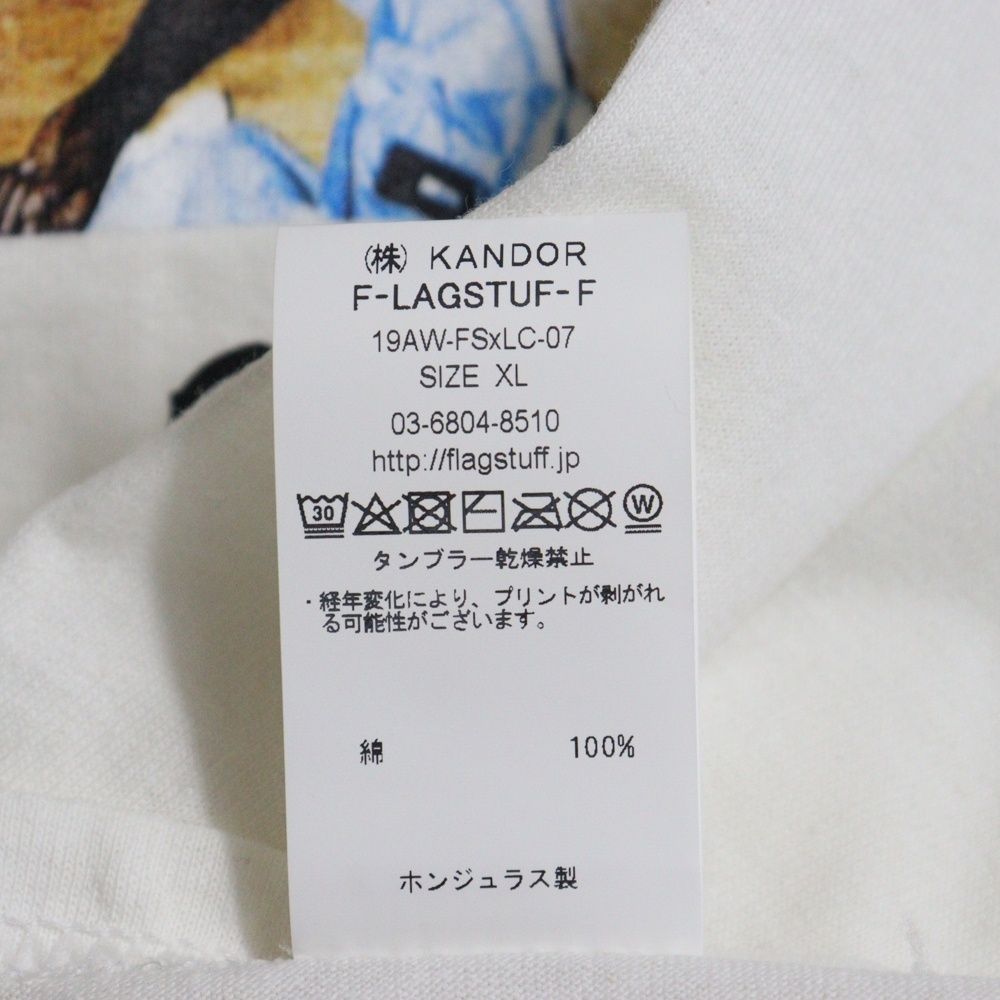 (株) KANDOR
F-LAGSTUF-F
19AW-FSxLC-07
SIZE XL
03-6804-8510
http://flagstuff.jp
30 W
タンブラー乾燥禁止
・経年変化により、プリントが剥がれ
る可能性がございます。
綿 100%
ホンジュラス製